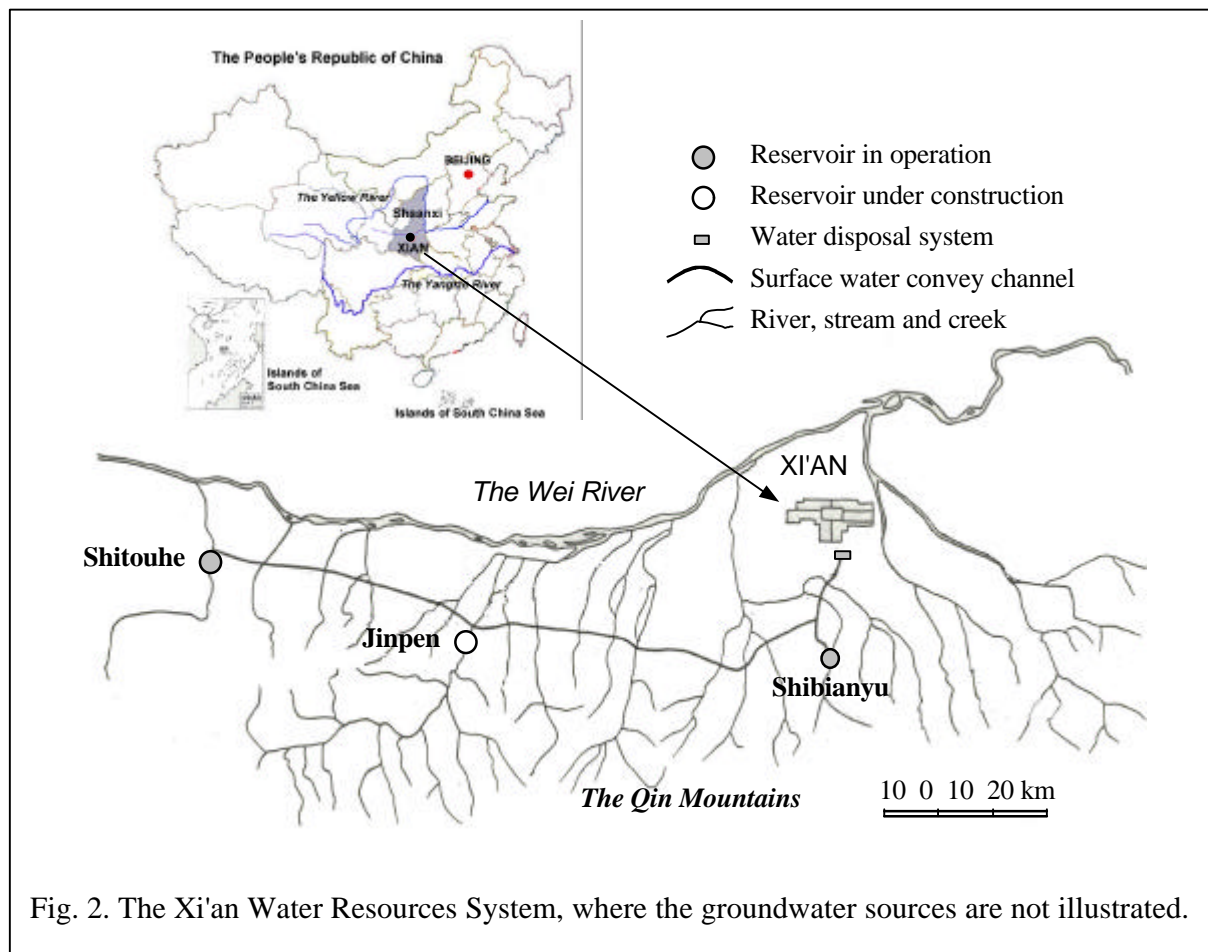 The People's Republic of China
BEIJING
The Yellow River
Shaanxi
XIAN
The Yangtze River
Islands of
South China Sea
Islands of South China Sea
Reservoir in operation
Reservoir under construction
Water disposal system
Surface water convey channel
River, stream and creek
XI'AN
The Wei River
Shitouhe
Jinpen
Shibianyu
The Qin Mountains
10 0 10 20 km
Fig. 2. The Xi'an Water Resources System, where the groundwater sources are not illustrated.